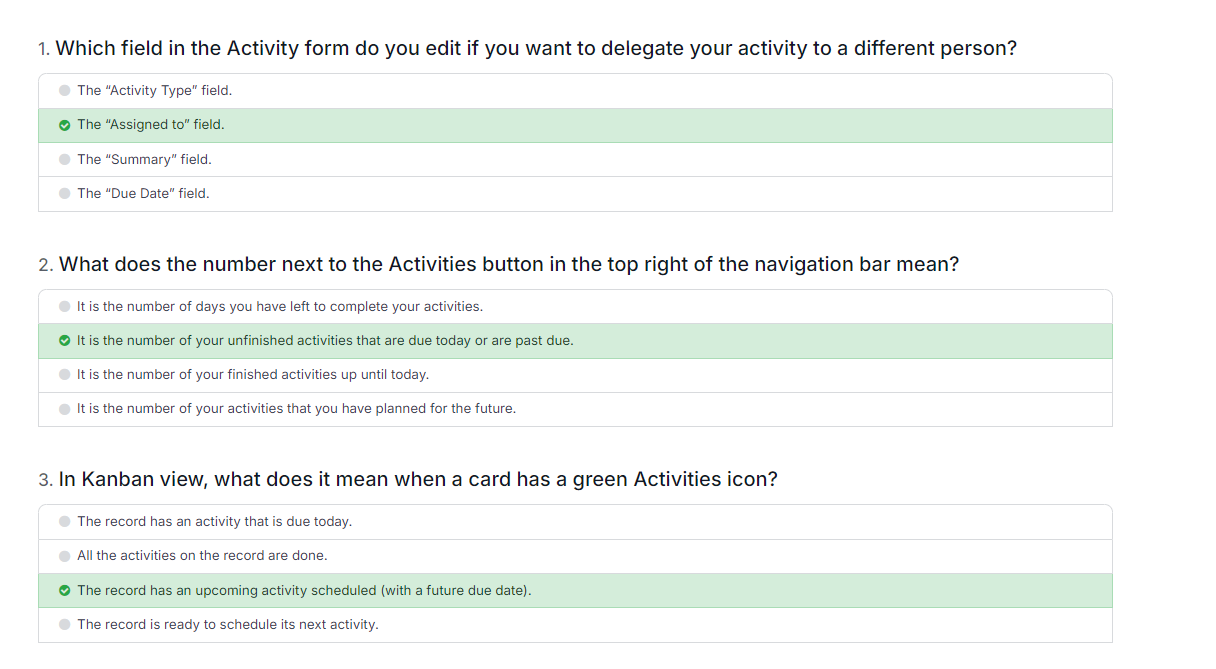 1. Which field in the Activity form do you edit if you want to delegate your activity to a different person?
The “Activity Type” field.
The “Assigned to” field.
The “Summary” field.
The “Due Date” field.
2. What does the number next to the Activities button in the top right of the navigation bar mean?
It is the number of days you have left to complete your activities.
It is the number of your unfinished activities that are due today or are past due.
It is the number of your finished activities up until today.
It is the number of your activities that you have planned for the future.
3. In Kanban view, what does it mean when a card has a green Activities icon?
The record has an activity that is due today.
All the activities on the record are done.
The record has an upcoming activity scheduled (with a future due date).
The record is ready to schedule its next activity.